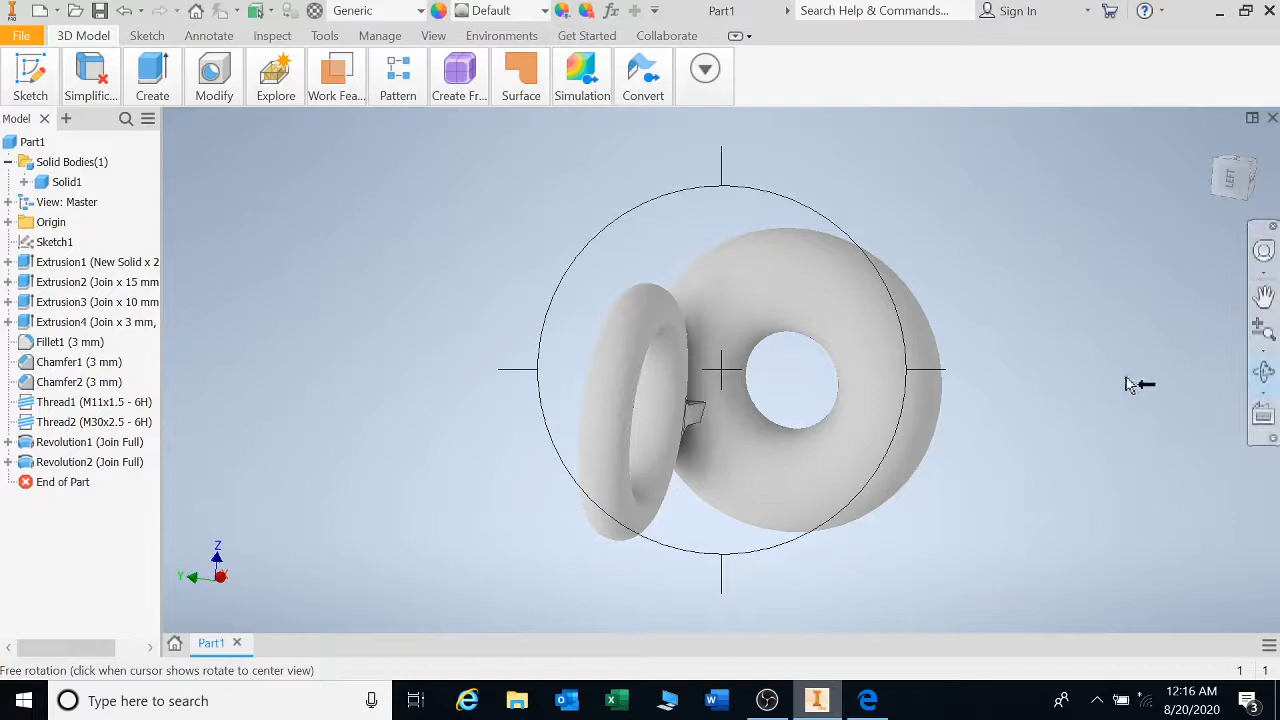 Generic
Default
Part1
Search Help & Commands...
Sign In
File
3D Model
Sketch
Annotate
Inspect
Tools
Manage
View
Environments
Get Started
Collaborate
Sketch
Simplific...
Create
Modify
Explore
Work Fea...
Pattern
Create Fr...
Surface
Simulation
Convert
Model
Part1
Solid Bodies(1)
Solid1
View: Master
Origin
Sketch1
Extrusion1 (New Solid x 2
Extrusion2 (Join x 15 mm
Extrusion3 (Join x 10 mm
Extrusion4 (Join x 3 mm,
Fillet1 (3 mm)
Chamfer1 (3 mm)
Chamfer2 (3 mm)
Thread1 (M11x1.5 - 6H)
Thread2 (M30x2.5 - 6H)
Revolution1 (Join Full)
Revolution2 (Join Full)
End of Part
LEFT
Z
Y
X
Part1
Free rotation (click when cursor shows rotate to center view)
1 1
Type here to search
12:16 AM
8/20/2020
3